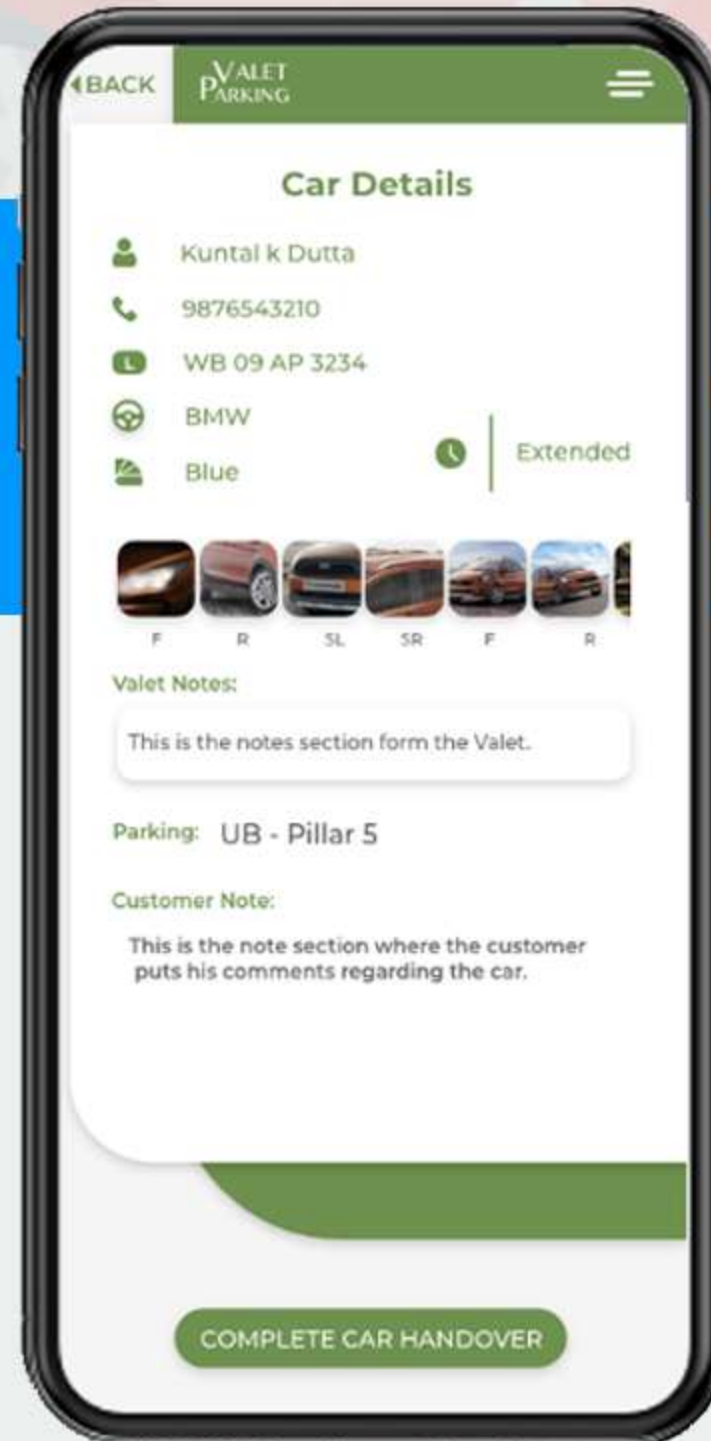 BACK
VALET
PARKING
Car Details
Kuntal k Dutta
9876543210
L
WB 09 AP 3234
BMW
Blue
Extended
F R SL SR F R
Valet Notes:
This is the notes section form the Valet.
Parking: UB - Pillar 5
Customer Note:
This is the note section where the customer
puts his comments regarding the car.
COMPLETE CAR HANDOVER